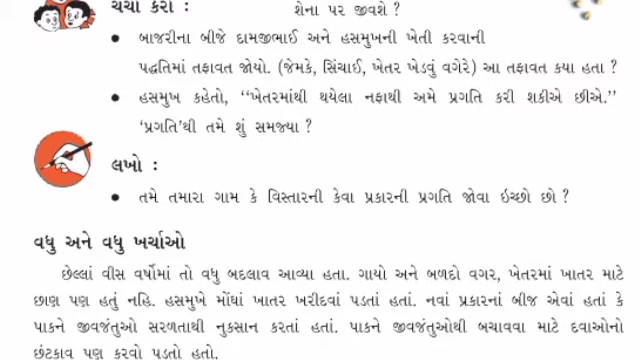 ચર્ચા કરો :
શેના પર જીવશે ?
• બાજરીના બીજે દામજીભાઈ અને હસમુખની ખેતી કરવાની
પદ્ધતિમાં તફાવત જોયો. (જેમકે, સિંચાઈ, ખેતર ખેડવું વગેરે) આ તફાવત કયા હતા ?
• હસમુખ કહેતો, ‘‘ખેતરમાંથી થયેલા નફાથી અમે પ્રગતિ કરી શકીએ છીએ.’’
‘પ્રગતિ’થી તમે શું સમજ્યા ?
લખો :
• તમે તમારા ગામ કે વિસ્તારની કેવા પ્રકારની પ્રગતિ જોવા ઇચ્છો છો ?
વધુ અને વધુ ખર્ચાઓ
છેલ્લાં વીસ વર્ષોમાં તો વધુ બદલાવ આવ્યા હતા. ગાયો અને બળદો વગર, ખેતરમાં ખાતર માટે
છાણ પણ હતું નહિ. હસમુખે મોંઘાં ખાતર ખરીદવાં પડતાં હતાં. નવાં પ્રકારનાં બીજ એવાં હતાં કે
પાકને જીવજંતુઓ સરળતાથી નુકસાન કરતાં હતાં. પાકને જીવજંતુઓથી બચાવવા માટે દવાઓનો
છંટકાવ પણ કરવો પડતો હતો.